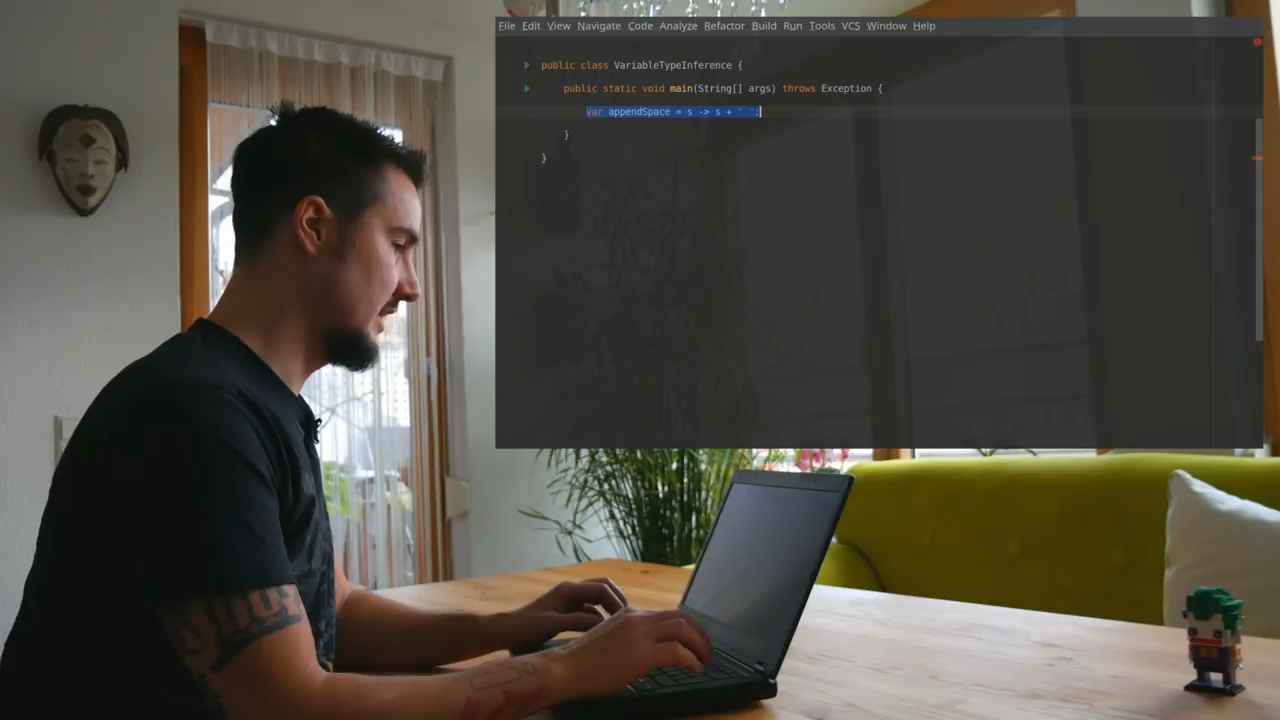 File Edit View Navigate Code Analyze Refactor Build Run Tools VCS Window Help
public class VariableTypeInference {
public static void main(String[] args) throws Exception {
var appendSpace = s -> s + " ";
}
}